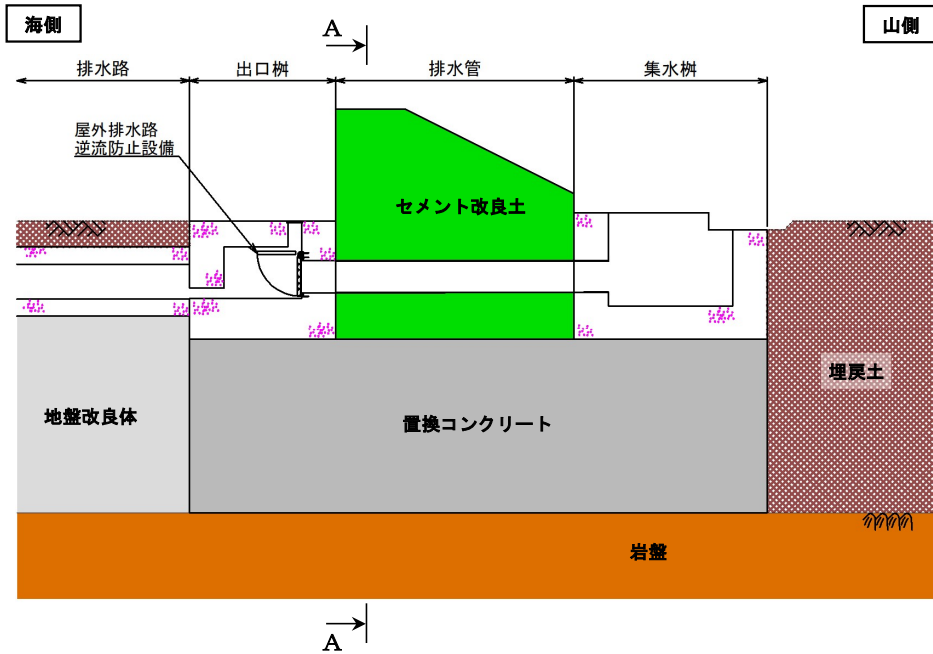 海側
A
山側
排水路
出口桝
排水管
集水桝
屋外排水路
逆流防止設備
セメント改良土
埋戻土
地盤改良体
置換コンクリート
岩盤
A